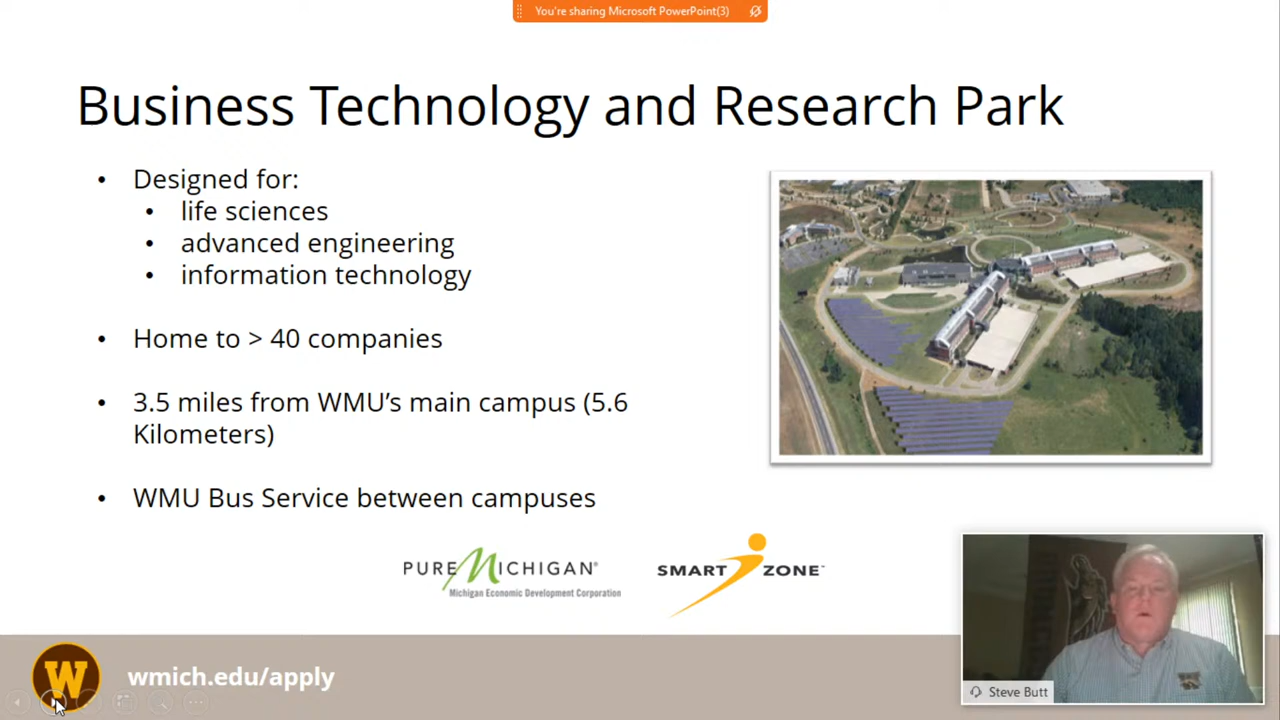 You're sharing Microsoft PowerPoint(3)
Business Technology and Research Park
• Designed for:
• life sciences
• advanced engineering
• information technology
• Home to > 40 companies
• 3.5 miles from WMU's main campus (5.6
Kilometers)
• WMU Bus Service between campuses
PURE MICHIGAN®
Michigan Economic Development Corporation
SMART ZONE™
W
wmich.edu/apply
Steve Butt